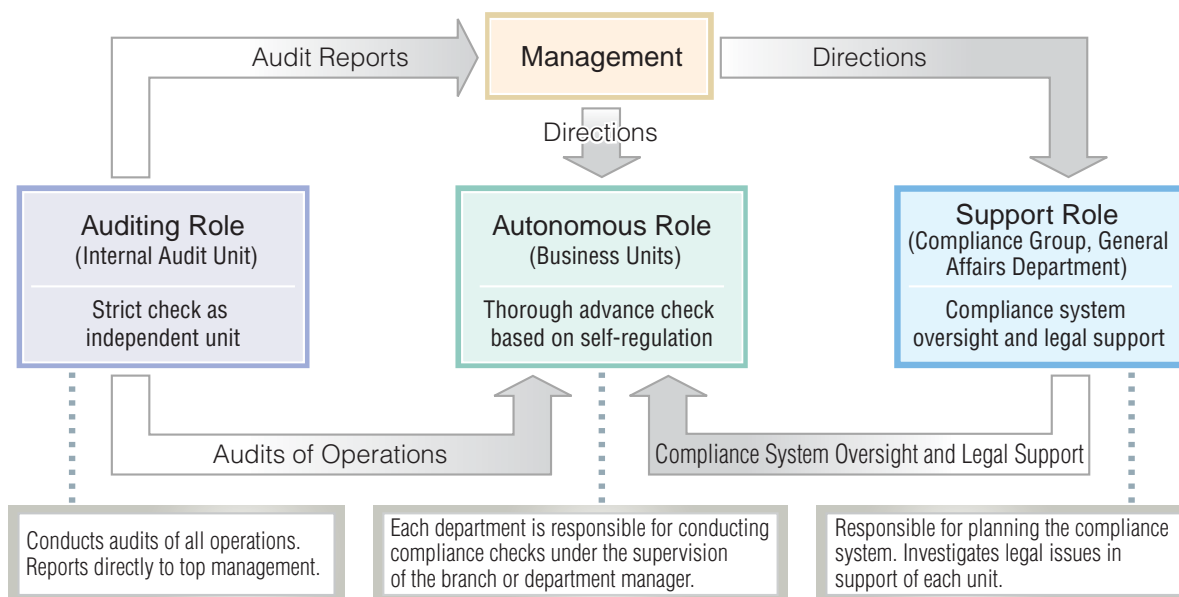 Audit Reports
Management
Directions
Directions
Auditing Role
(Internal Audit Unit)
Strict check as
independent unit
Autonomous Role
(Business Units)
Thorough advance check
based on self-regulation
Support Role
(Compliance Group, General
Affairs Department)
Compliance system
oversight and legal support
Audits of Operations
Compliance System Oversight and Legal Support
Conducts audits of all operations.
Reports directly to top management.
Each department is responsible for conducting
compliance checks under the supervision
of the branch or department manager.
Responsible for planning the compliance
system. Investigates legal issues in
support of each unit.